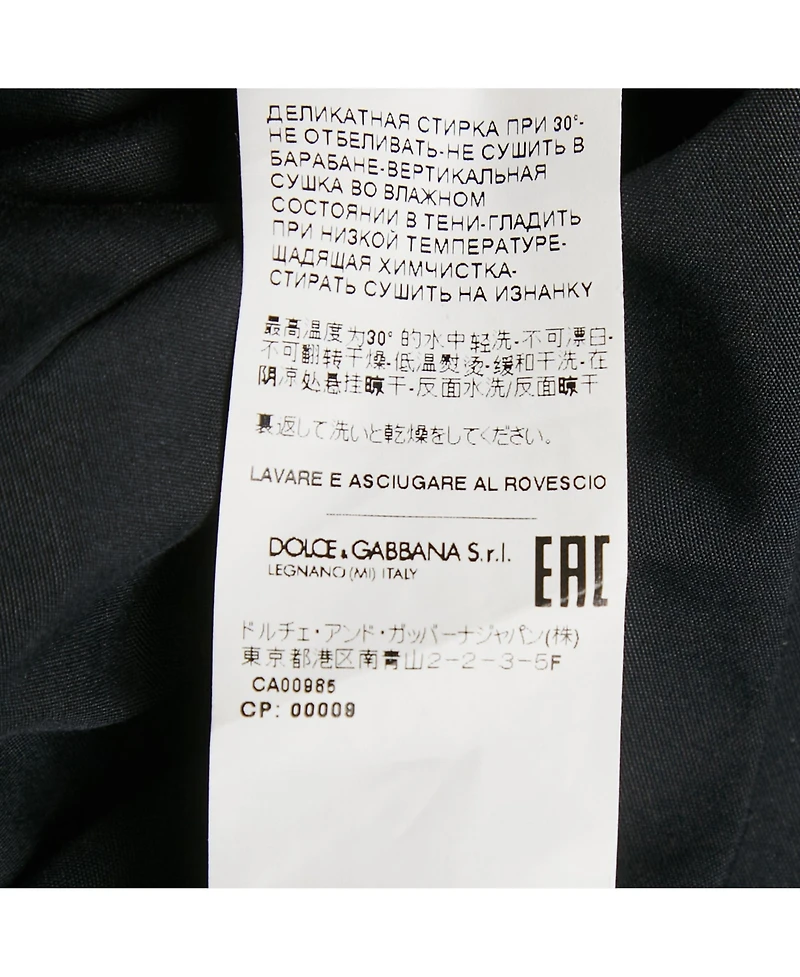 ДЕЛИКАТНАЯ СТИРКА ПРИ 30°-
НЕ ОТБЕЛИВАТЬ-НЕ СУШИТЬ В
БАРАБАНЕ-ВЕРТИКАЛЬНАЯ
СУШКА ВО ВЛАЖНОМ
СОСТОЯНИИ В ТЕНИ-ГЛАДИТЬ
ПРИ НИЗКОЙ ТЕМПЕРАТУРЕ-
ЩАДЯЩАЯ ХИМЧИСТКА-
СТИРАТЬ СУШИТЬ НА ИЗНАНКУ
最高温度为30°的水中轻洗-不可漂白-
不可翻转干燥-低温熨烫-缓和干洗-在
阴凉处悬挂晾干-反面水洗/反面晾干
裏返して洗いと乾燥をしてください。
LAVARE E ASCIUGARE AL ROVESCIO
DOLCE & GABBANA S.r.l.
LEGNANO (MI) ITALY
EAC
ドルチェ・アンド・ガッバーナジャパン(株)
東京都港区南青山2-2-3-5F
CA00985
CP: 00009